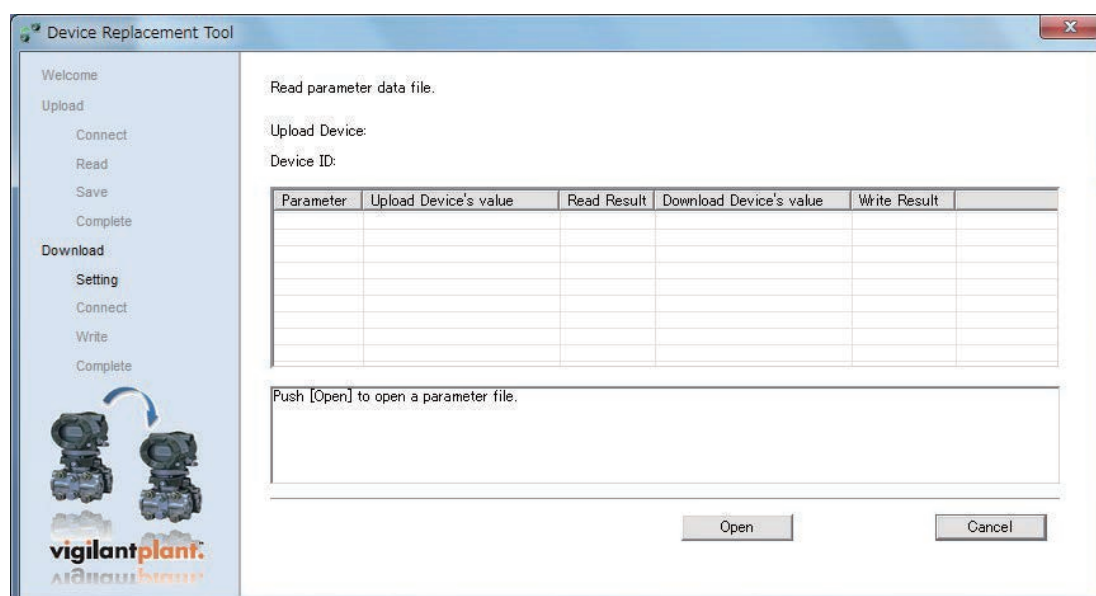 Device Replacement Tool
Welcome
Upload
Connect
Read
Save
Complete
Download
Setting
Connect
Write
Complete
vigilantplant.
Read parameter data file.
Upload Device:
Device ID:
Parameter Upload Device's value Read Result Download Device's value Write Result
Push [Open] to open a parameter file.
Open Cancel